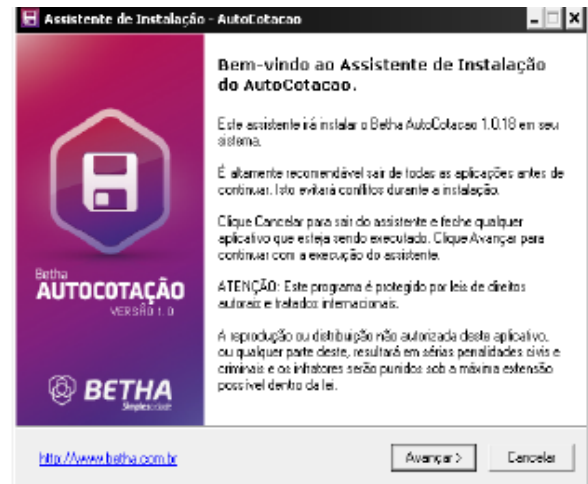 Assistente de Instalação - AutoCotacao
Bem-vindo ao Assistente de Instalação
do AutoCotacao.
Este assistente irá instalar o Betha AutoCotacao 1.0.18 em seu
sistema.
É altamente recomendável sair de todas as aplicações antes de
continuar. Isto evitará conflitos durante a instalação.
Clique Cancelar para sair do assistente e feche qualquer
aplicativo que esteja sendo executado. Clique Avançar para
continuar com a execução do assistente.
ATENÇÃO: Este programa é protegido por leis de direitos
autorais e tratados internacionais.
A reprodução ou distribuição não autorizada deste aplicativo,
ou qualquer parte deste, resultará em sérias penalidades civis e
criminais e os infratores serão punidos sob a máxima extensão
possível dentro da lei.
Betha
AUTOCOTAÇÃO
VERSÃO 1.0
BETHA
http://www.betha.com.br
Avançar >
Cancelar